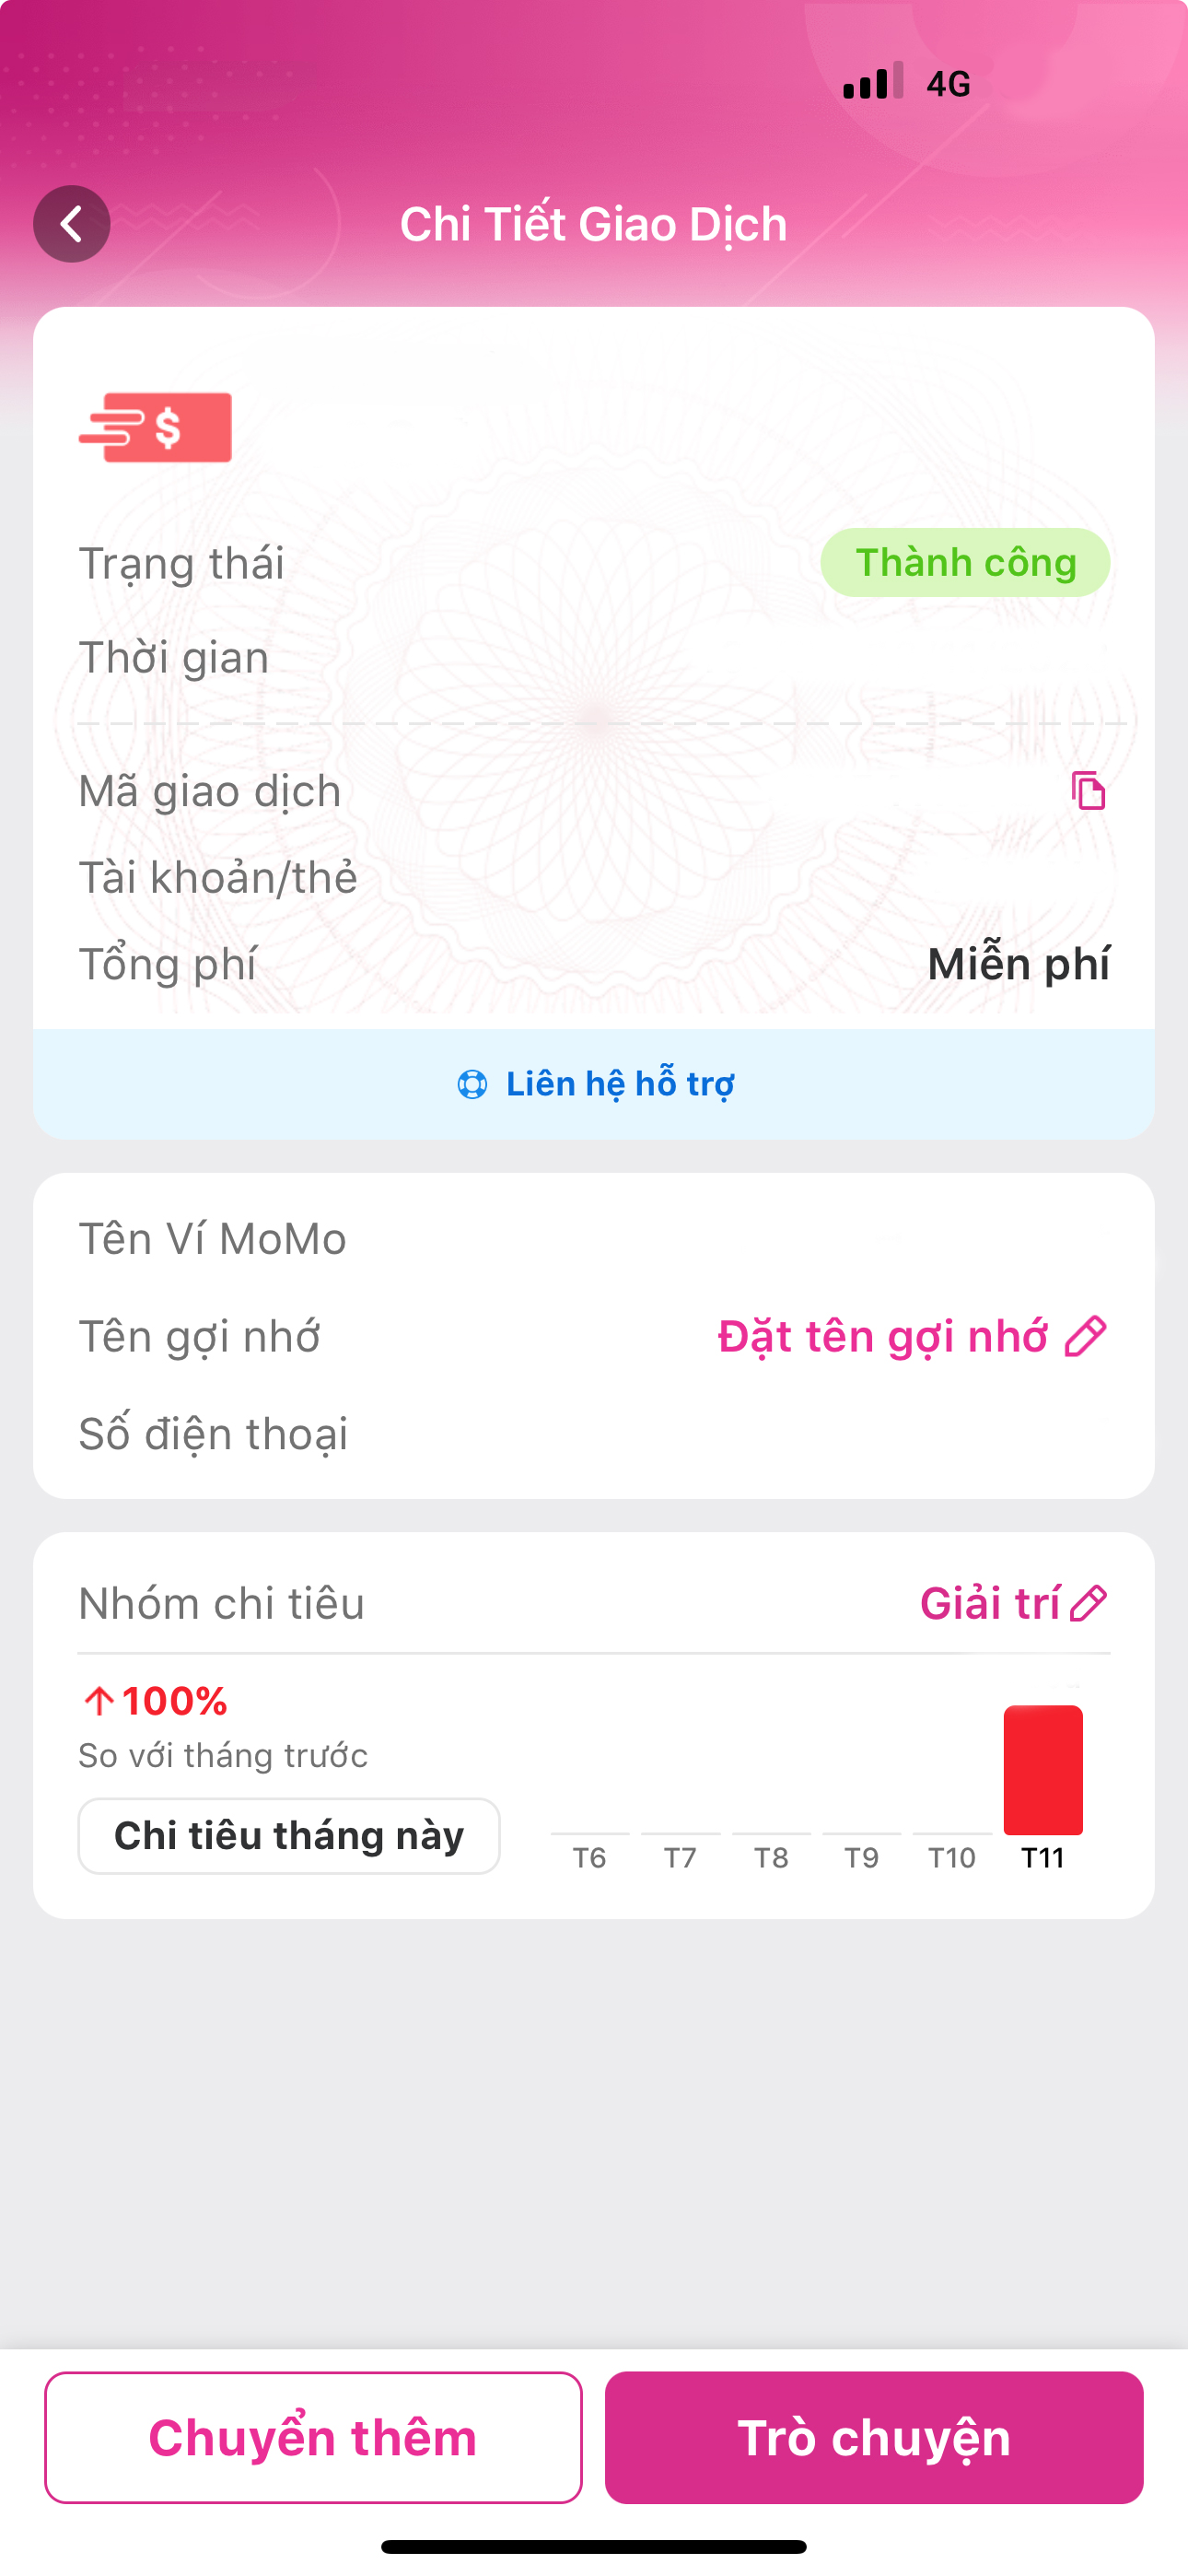 4G
Chi Tiết Giao Dịch
$
Trạng thái Thành công
Thời gian
Mã giao dịch
Tài khoản/thẻ
Tổng phí Miễn phí
Liên hệ hỗ trợ
Tên Ví MoMo
Tên gợi nhớ Đặt tên gợi nhớ
Số điện thoại
Nhóm chi tiêu Giải trí
↑100%
So với tháng trước
Chi tiêu tháng này
T6 T7 T8 T9 T10 T11
Chuyển thêm Trò chuyện